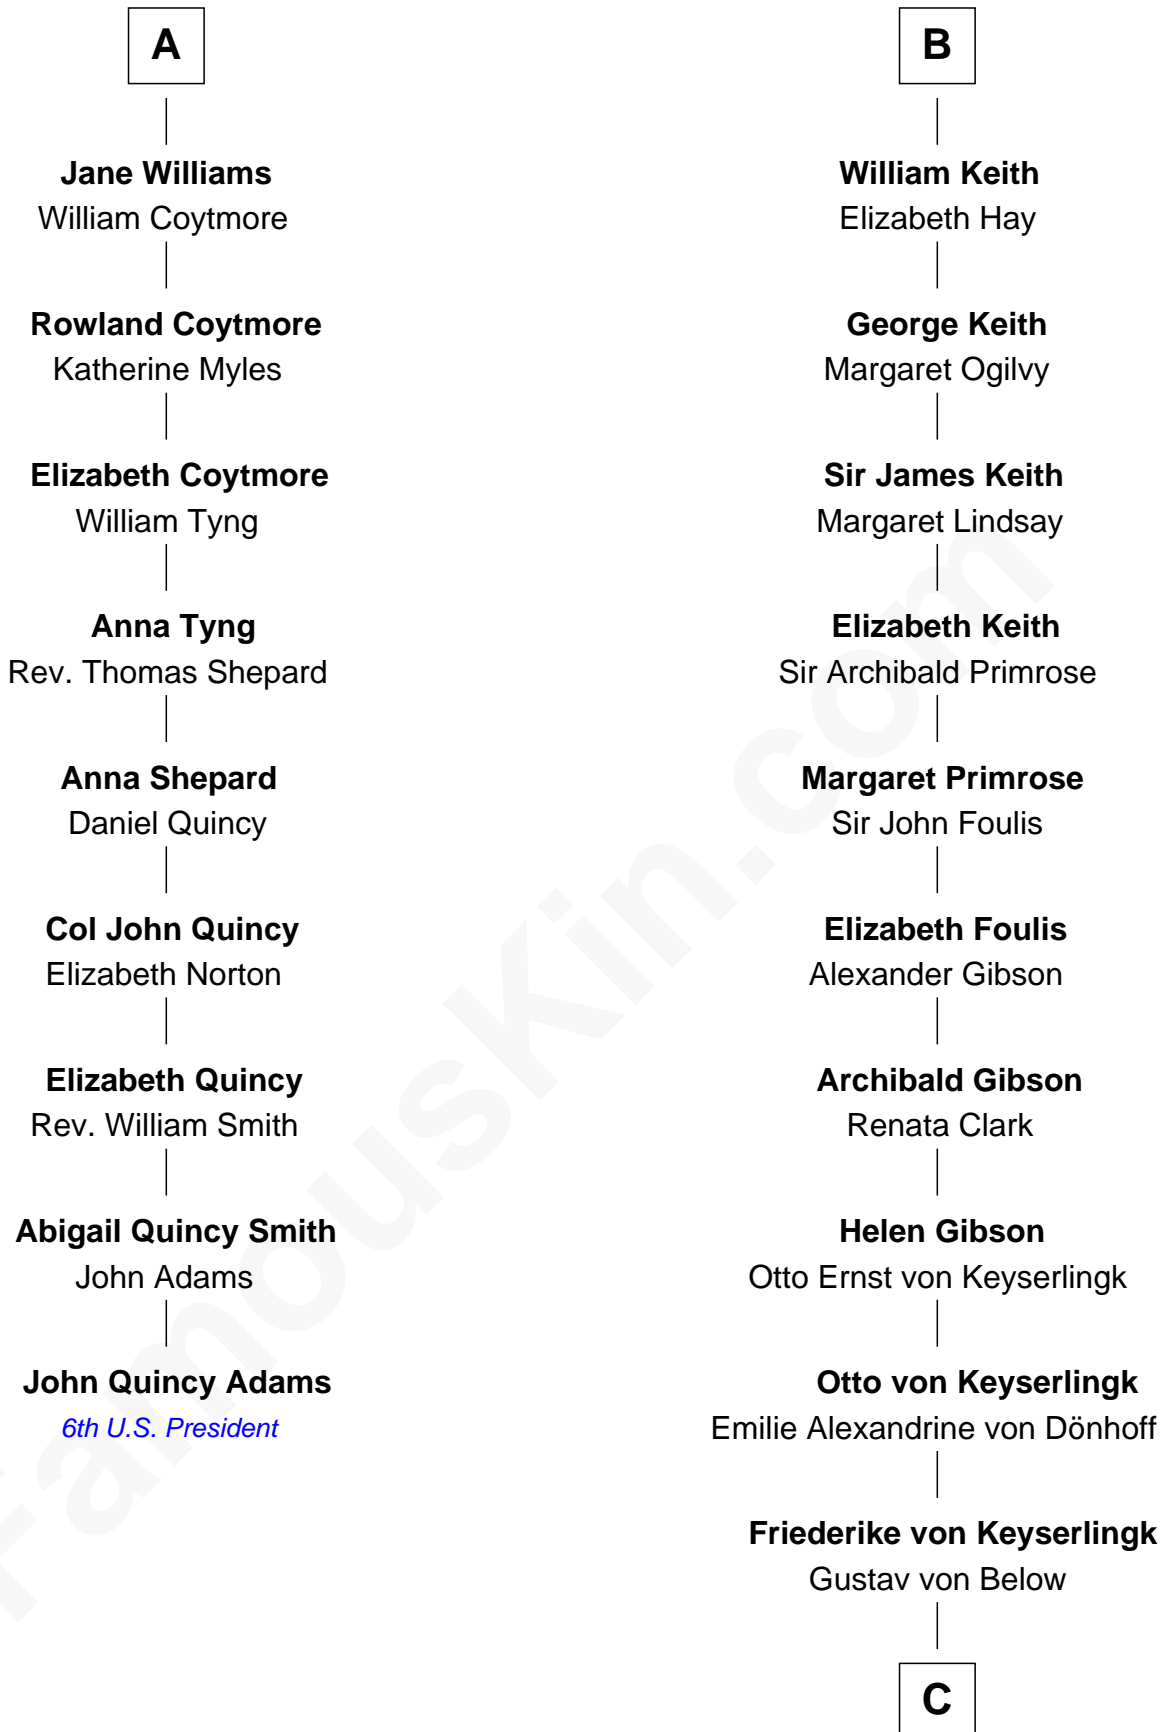 A
Jane Williams
William Coytmore
Rowland Coytmore
Katherine Myles
Elizabeth Coytmore
William Tyng
Anna Tyng
Rev. Thomas Shepard
Anna Shepard
Daniel Quincy
Col John Quincy
Elizabeth Norton
Elizabeth Quincy
Rev. William Smith
Abigail Quincy Smith
John Adams
John Quincy Adams
6th U.S. President
B
William Keith
Elizabeth Hay
George Keith
Margaret Ogilvy
Sir James Keith
Margaret Lindsay
Elizabeth Keith
Sir Archibald Primrose
Margaret Primrose
Sir John Foulis
Elizabeth Foulis
Alexander Gibson
Archibald Gibson
Renata Clark
Helen Gibson
Otto Ernst von Keyserlingk
Otto von Keyserlingk
Emilie Alexandrine von Dönhoff
Friederike von Keyserlingk
Gustav von Below
C
FamousKin.com